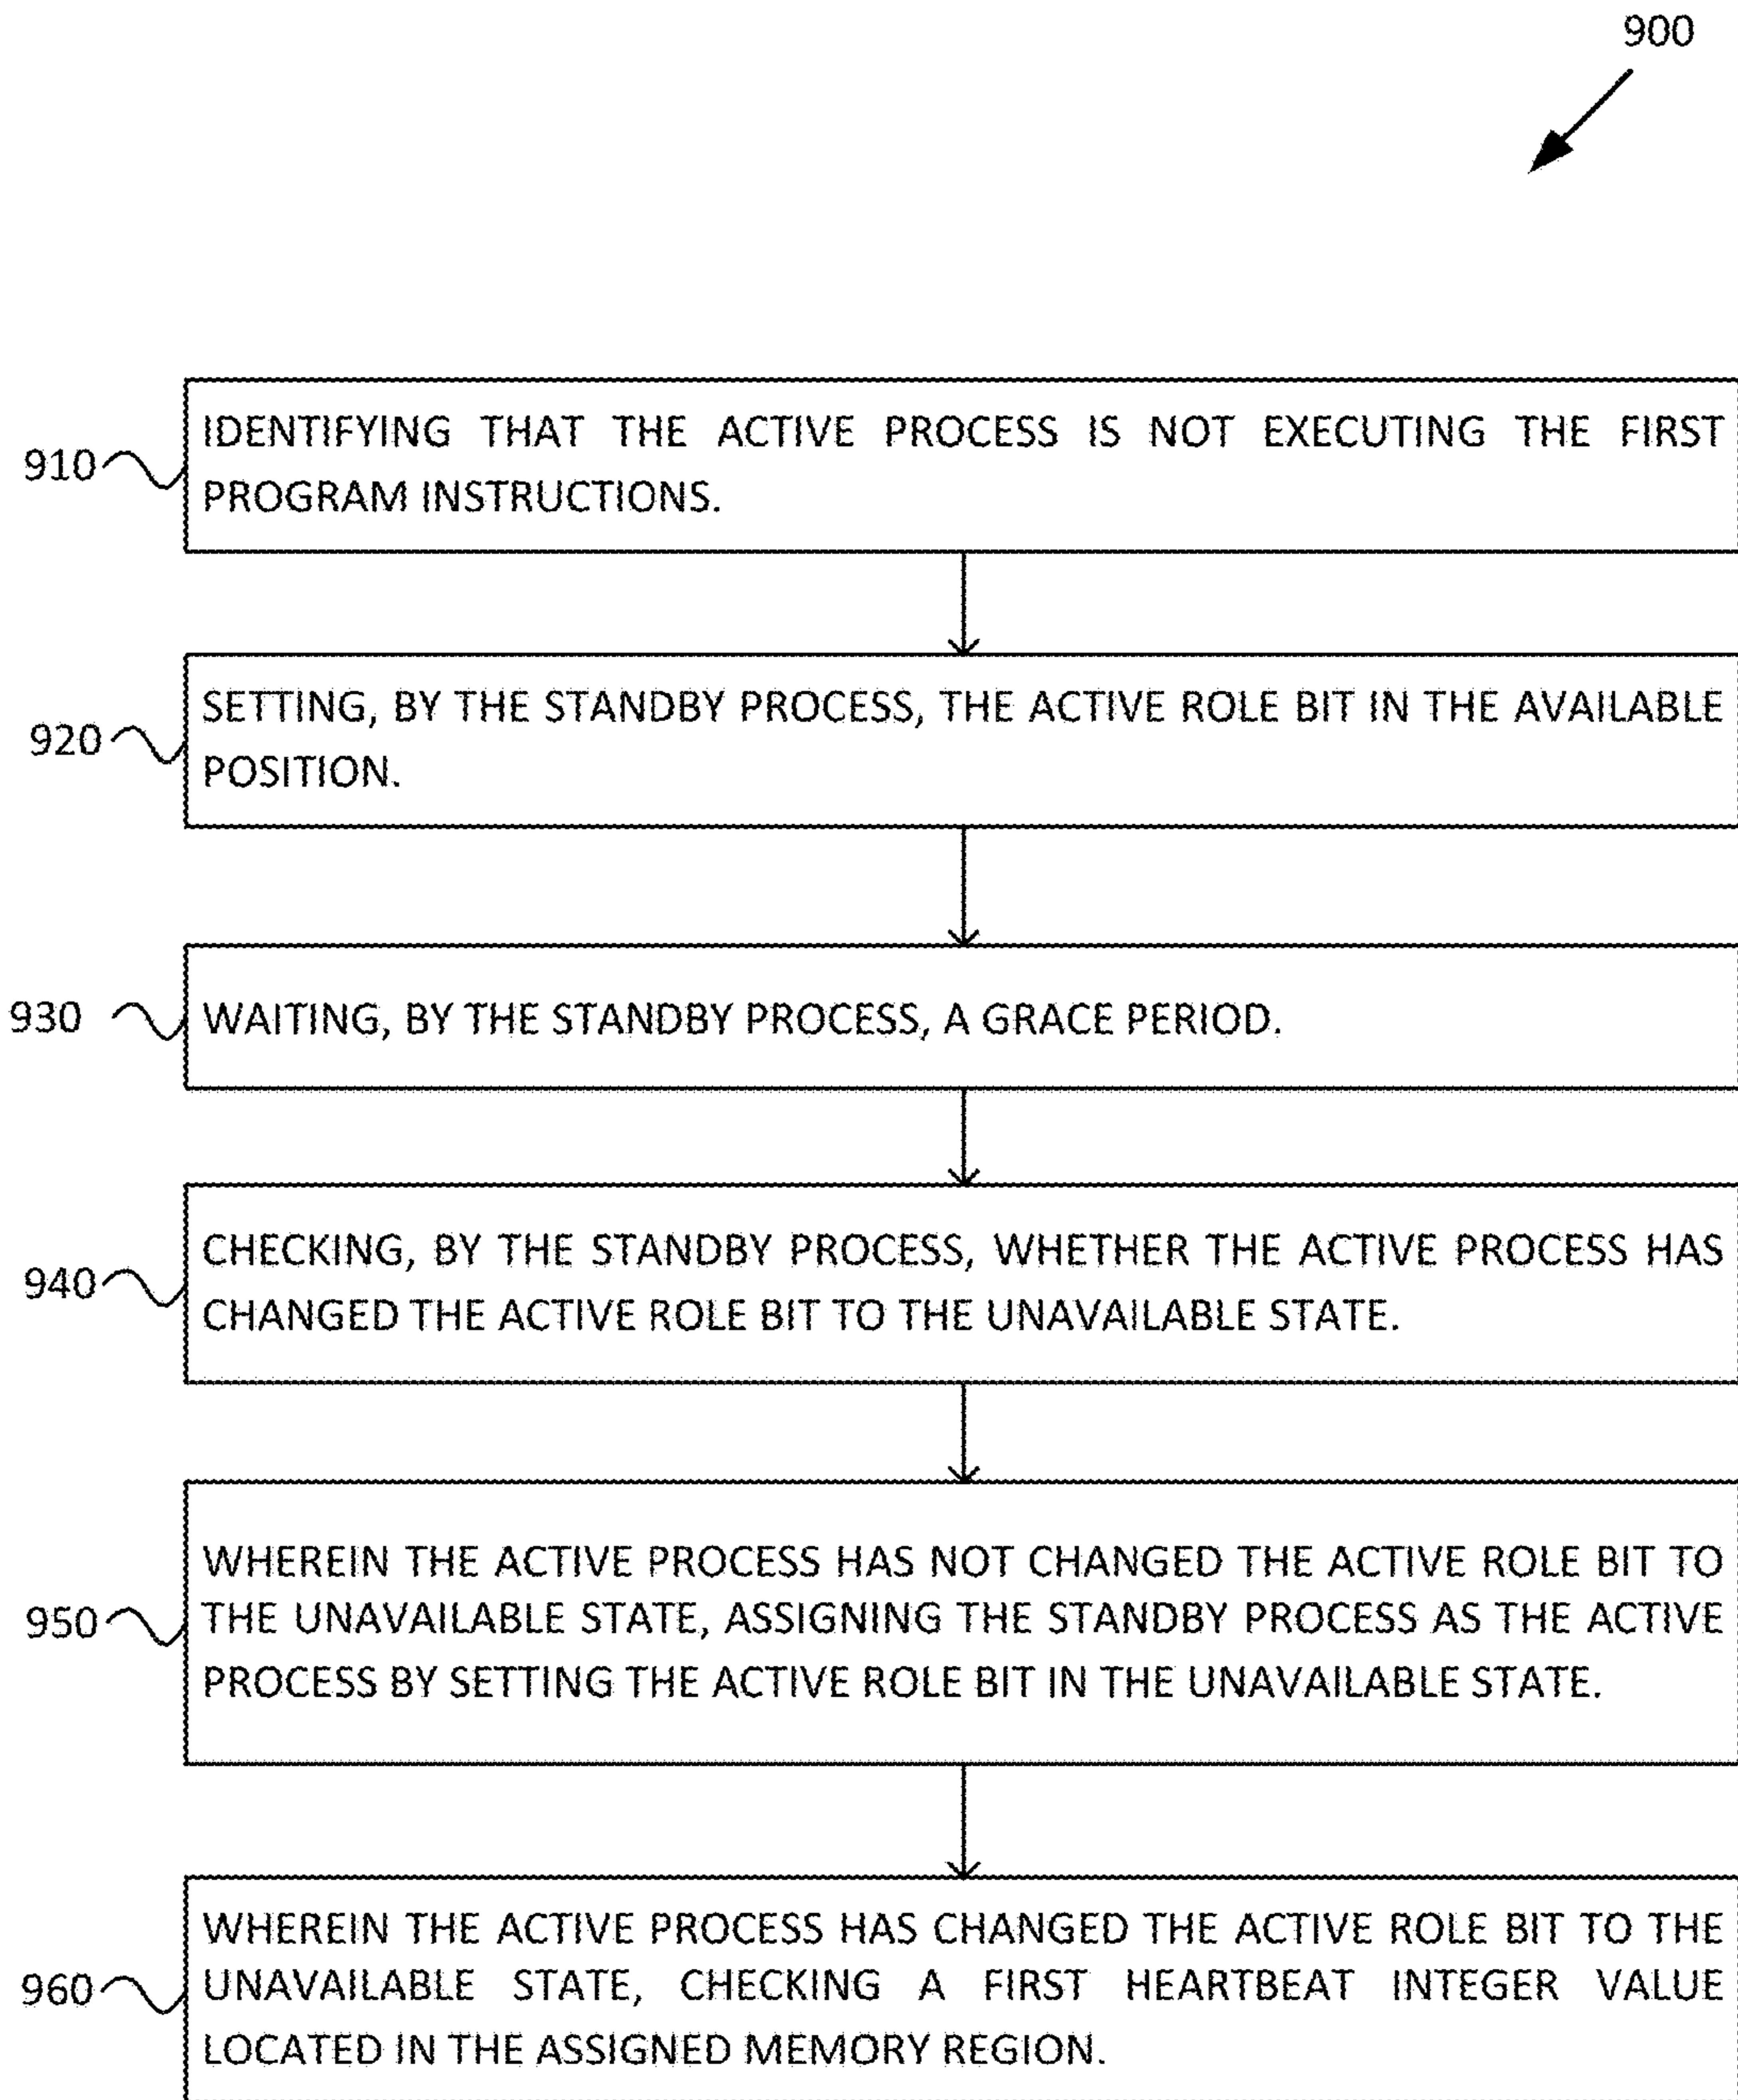 900
910
IDENTIFYING THAT THE ACTIVE PROCESS IS NOT EXECUTING THE FIRST
PROGRAM INSTRUCTIONS.
920
SETTING, BY THE STANDBY PROCESS, THE ACTIVE ROLE BIT IN THE AVAILABLE
POSITION.
930
WAITING, BY THE STANDBY PROCESS, A GRACE PERIOD.
940
CHECKING, BY THE STANDBY PROCESS, WHETHER THE ACTIVE PROCESS HAS
CHANGED THE ACTIVE ROLE BIT TO THE UNAVAILABLE STATE.
950
WHEREIN THE ACTIVE PROCESS HAS NOT CHANGED THE ACTIVE ROLE BIT TO
THE UNAVAILABLE STATE, ASSIGNING THE STANDBY PROCESS AS THE ACTIVE
PROCESS BY SETTING THE ACTIVE ROLE BIT IN THE UNAVAILABLE STATE.
960
WHEREIN THE ACTIVE PROCESS HAS CHANGED THE ACTIVE ROLE BIT TO THE
UNAVAILABLE STATE, CHECKING A FIRST HEARTBEAT INTEGER VALUE
LOCATED IN THE ASSIGNED MEMORY REGION.